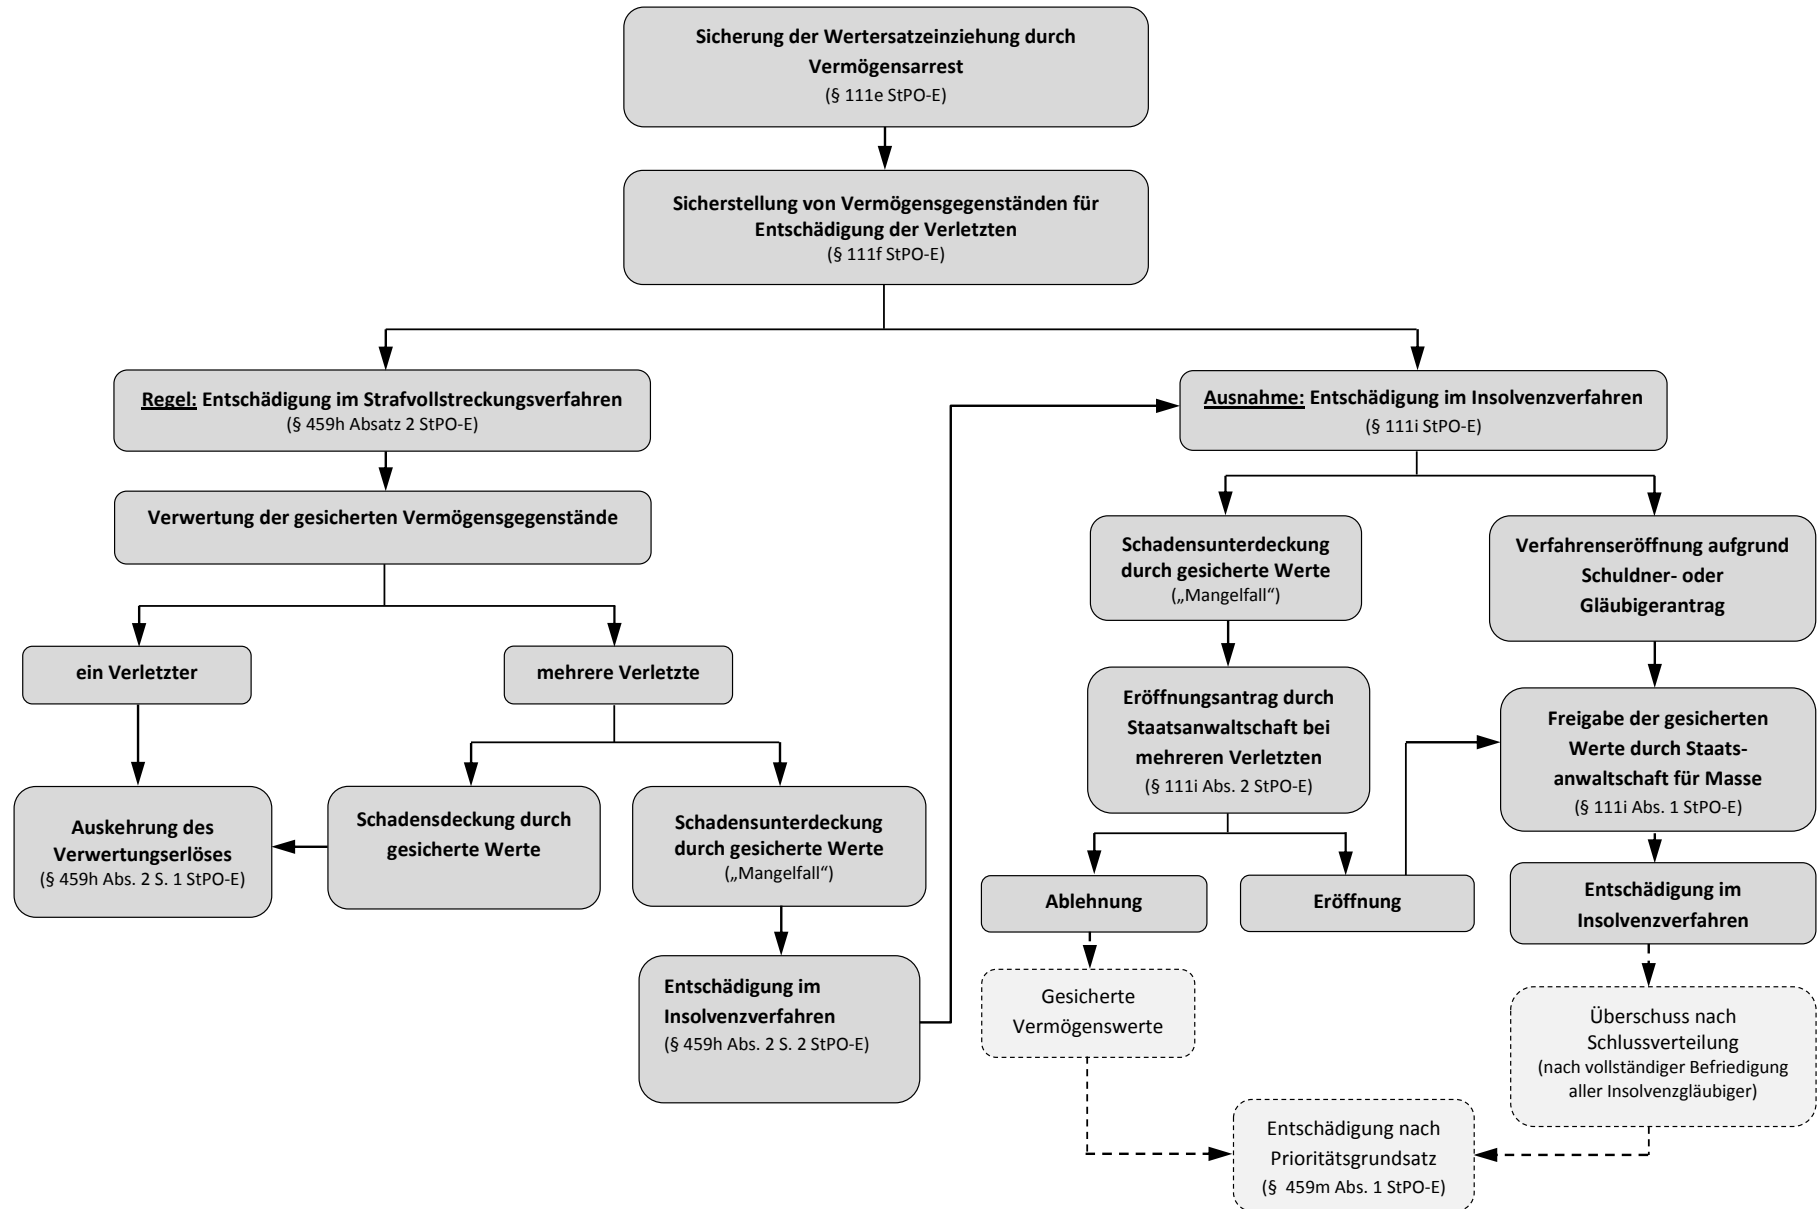 Sicherung der Wertersatzeinziehung durch
Vermögensarrest
(§ 111e StPO-E)
Sicherstellung von Vermögensgegenständen für
Entschädigung der Verletzten
(§ 111f StPO-E)
Regel: Entschädigung im Strafvollstreckungsverfahren
(§ 459h Absatz 2 StPO-E)
Verwertung der gesicherten Vermögensgegenstände
ein Verletzter
mehrere Verletzte
Auskehrung des
Verwertungserlöses
(§ 459h Abs. 2 S. 1 StPO-E)
Schadensdeckung durch
gesicherte Werte
Schadensunterdeckung
durch gesicherte Werte
(„Mangelfall“)
Entschädigung im
Insolvenzverfahren
(§ 459h Abs. 2 S. 2 StPO-E)
Ausnahme: Entschädigung im Insolvenzverfahren
(§ 111i StPO-E)
Schadensunterdeckung
durch gesicherte Werte
(„Mangelfall“)
Eröffnungsantrag durch
Staatsanwaltschaft bei
mehreren Verletzten
(§ 111i Abs. 2 StPO-E)
Ablehnung
Eröffnung
Gesicherte
Vermögenswerte
Verfahrenseröffnung aufgrund
Schuldner- oder
Gläubigerantrag
Freigabe der gesicherten
Werte durch Staats-
anwaltschaft für Masse
(§ 111i Abs. 1 StPO-E)
Entschädigung im
Insolvenzverfahren
Überschuss nach
Schlussverteilung
(nach vollständiger Befriedigung
aller Insolvenzgläubiger)
Entschädigung nach
Prioritätsgrundsatz
(§ 459m Abs. 1 StPO-E)